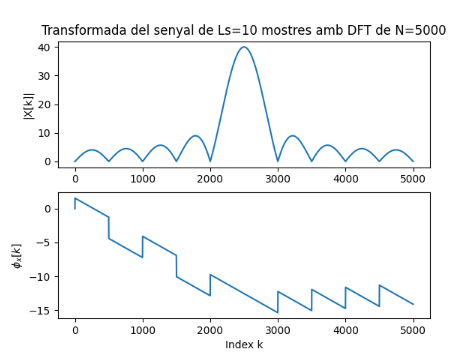 Transformada del senyal de Ls=10 mostres amb DFT de N=5000
|X[k]|
40
30
20
10
0
0 1000 2000 3000 4000 5000
ϕₓ[k]
0
−5
−10
−15
0 1000 2000 3000 4000 5000
Index k